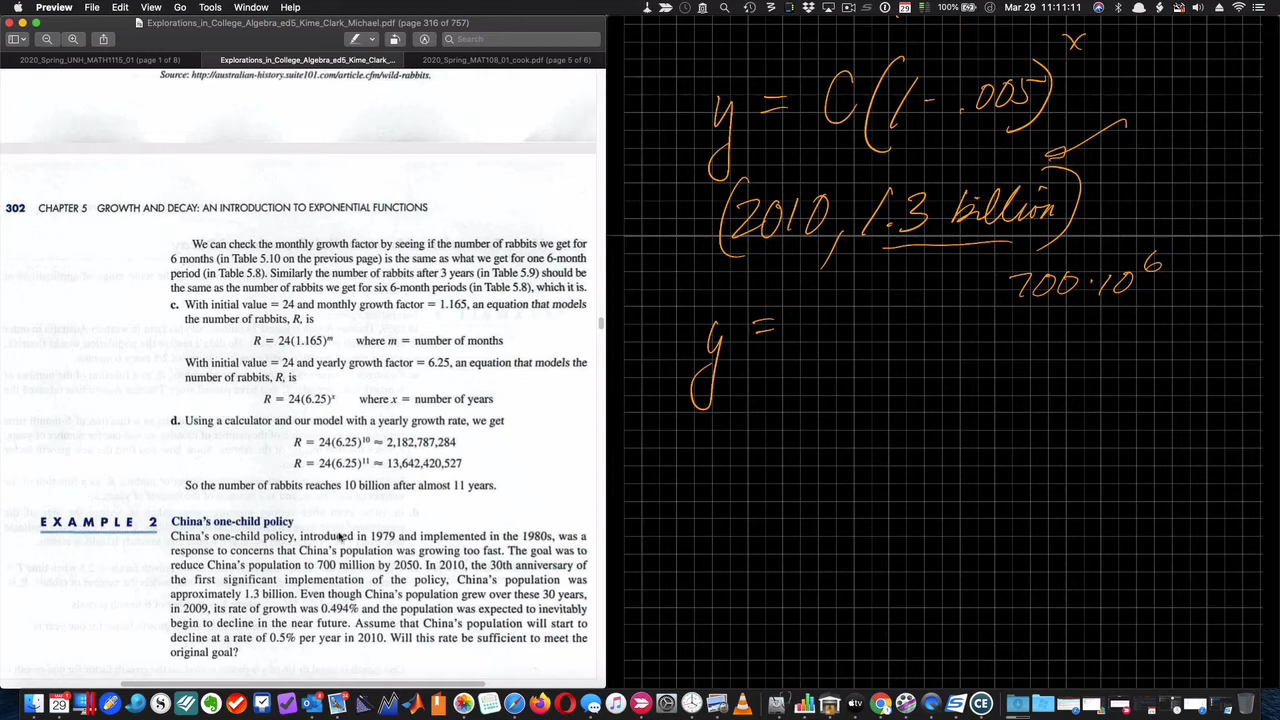 Preview File Edit View Go Tools Window Help
100% Mar 29 11:11:11
Explorations_in_College_Algebra_ed5_Kime_Clark_Michael.pdf (page 316 of 757)
Search
2020_Spring_UNH_MATH1115_01 (page 1 of 8) Explorations_in_College_Algebra_ed5_Kime_Clark_... 2020_Spring_MAT108_01_cook.pdf (page 5 of 6)
Source: http://australian-history.suite101.com/article.cfm/wild-rabbits.
302 CHAPTER 5 GROWTH AND DECAY: AN INTRODUCTION TO EXPONENTIAL FUNCTIONS
We can check the monthly growth factor by seeing if the number of rabbits we get for
6 months (in Table 5.10 on the previous page) is the same as what we get for one 6-month
period (in Table 5.8). Similarly the number of rabbits after 3 years (in Table 5.9) should be
the same as the number of rabbits we get for six 6-month periods (in Table 5.8), which it is.
c. With initial value = 24 and monthly growth factor = 1.165, an equation that models
the number of rabbits, R, is
R = 24(1.165)^m where m = number of months
With initial value = 24 and yearly growth factor = 6.25, an equation that models the
number of rabbits, R, is
R = 24(6.25)^x where x = number of years
d. Using a calculator and our model with a yearly growth rate, we get
R = 24(6.25)^10 ≈ 2,182,787,284
R = 24(6.25)^11 ≈ 13,642,420,527
So the number of rabbits reaches 10 billion after almost 11 years.
EXAMPLE 2 China's one-child policy
China's one-child policy, introduced in 1979 and implemented in the 1980s, was a
response to concerns that China's population was growing too fast. The goal was to
reduce China's population to 700 million by 2050. In 2010, the 30th anniversary of
the first significant implementation of the policy, China's population was
approximately 1.3 billion. Even though China's population grew over these 30 years,
in 2009, its rate of growth was 0.494% and the population was expected to inevitably
begin to decline in the near future. Assume that China's population will start to
decline at a rate of 0.5% per year in 2010. Will this rate be sufficient to meet the
original goal?
y = C(1 - .005)^x
(2010, 1.3 billion)
700 · 10^6
y =